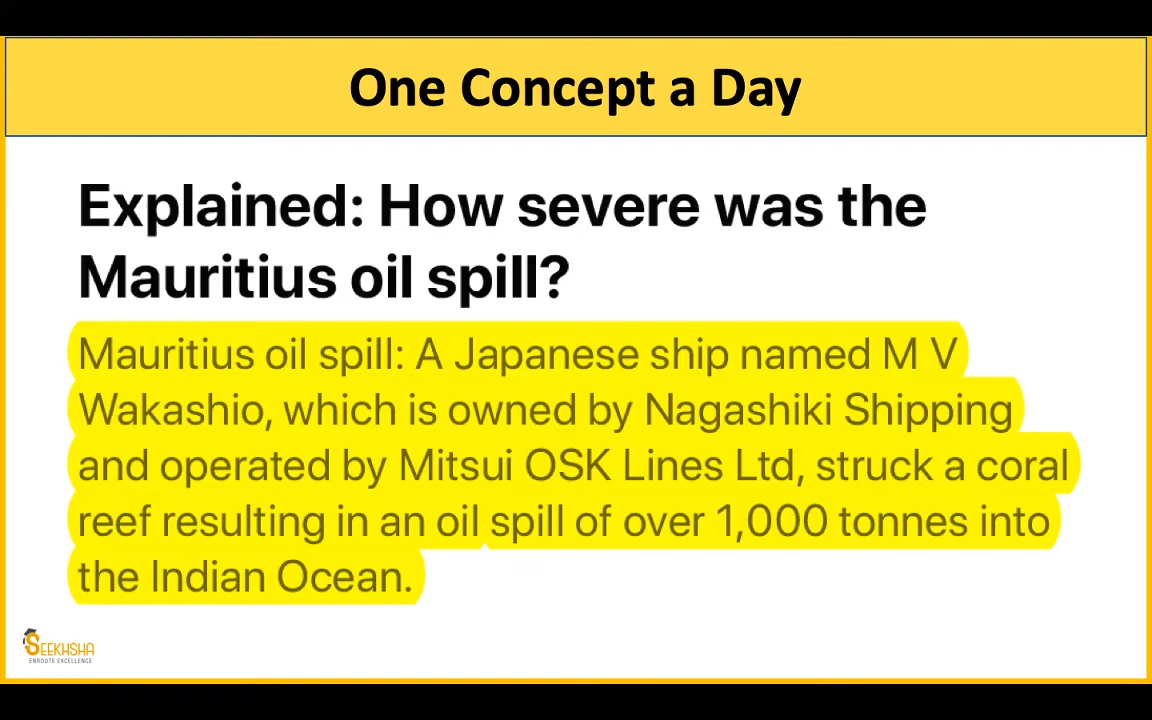 One Concept a Day
Explained: How severe was the
Mauritius oil spill?
Mauritius oil spill: A Japanese ship named M V
Wakashio, which is owned by Nagashiki Shipping
and operated by Mitsui OSK Lines Ltd, struck a coral
reef resulting in an oil spill of over 1,000 tonnes into
the Indian Ocean.
SEEKHSHA
ENROUTE EXCELLENCE